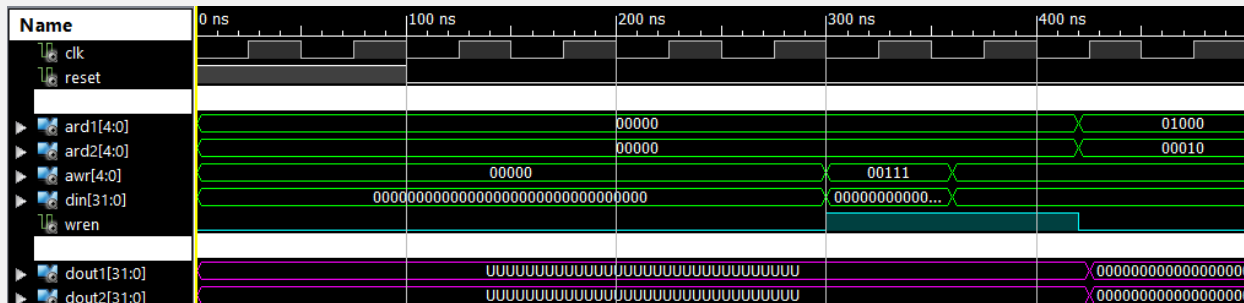 Name 0 ns 100 ns 200 ns 300 ns 400 ns
clk
reset
ard1[4:0] 00000 01000
ard2[4:0] 00000 00010
awr[4:0] 00000 00111
din[31:0] 00000000000000000000000000000000 00000000000...
wren
dout1[31:0] UUUUUUUUUUUUUUUUUUUUUUUUUUUUUUUU 00000000000000000
dout2[31:0] UUUUUUUUUUUUUUUUUUUUUUUUUUUUUUUU 00000000000000000